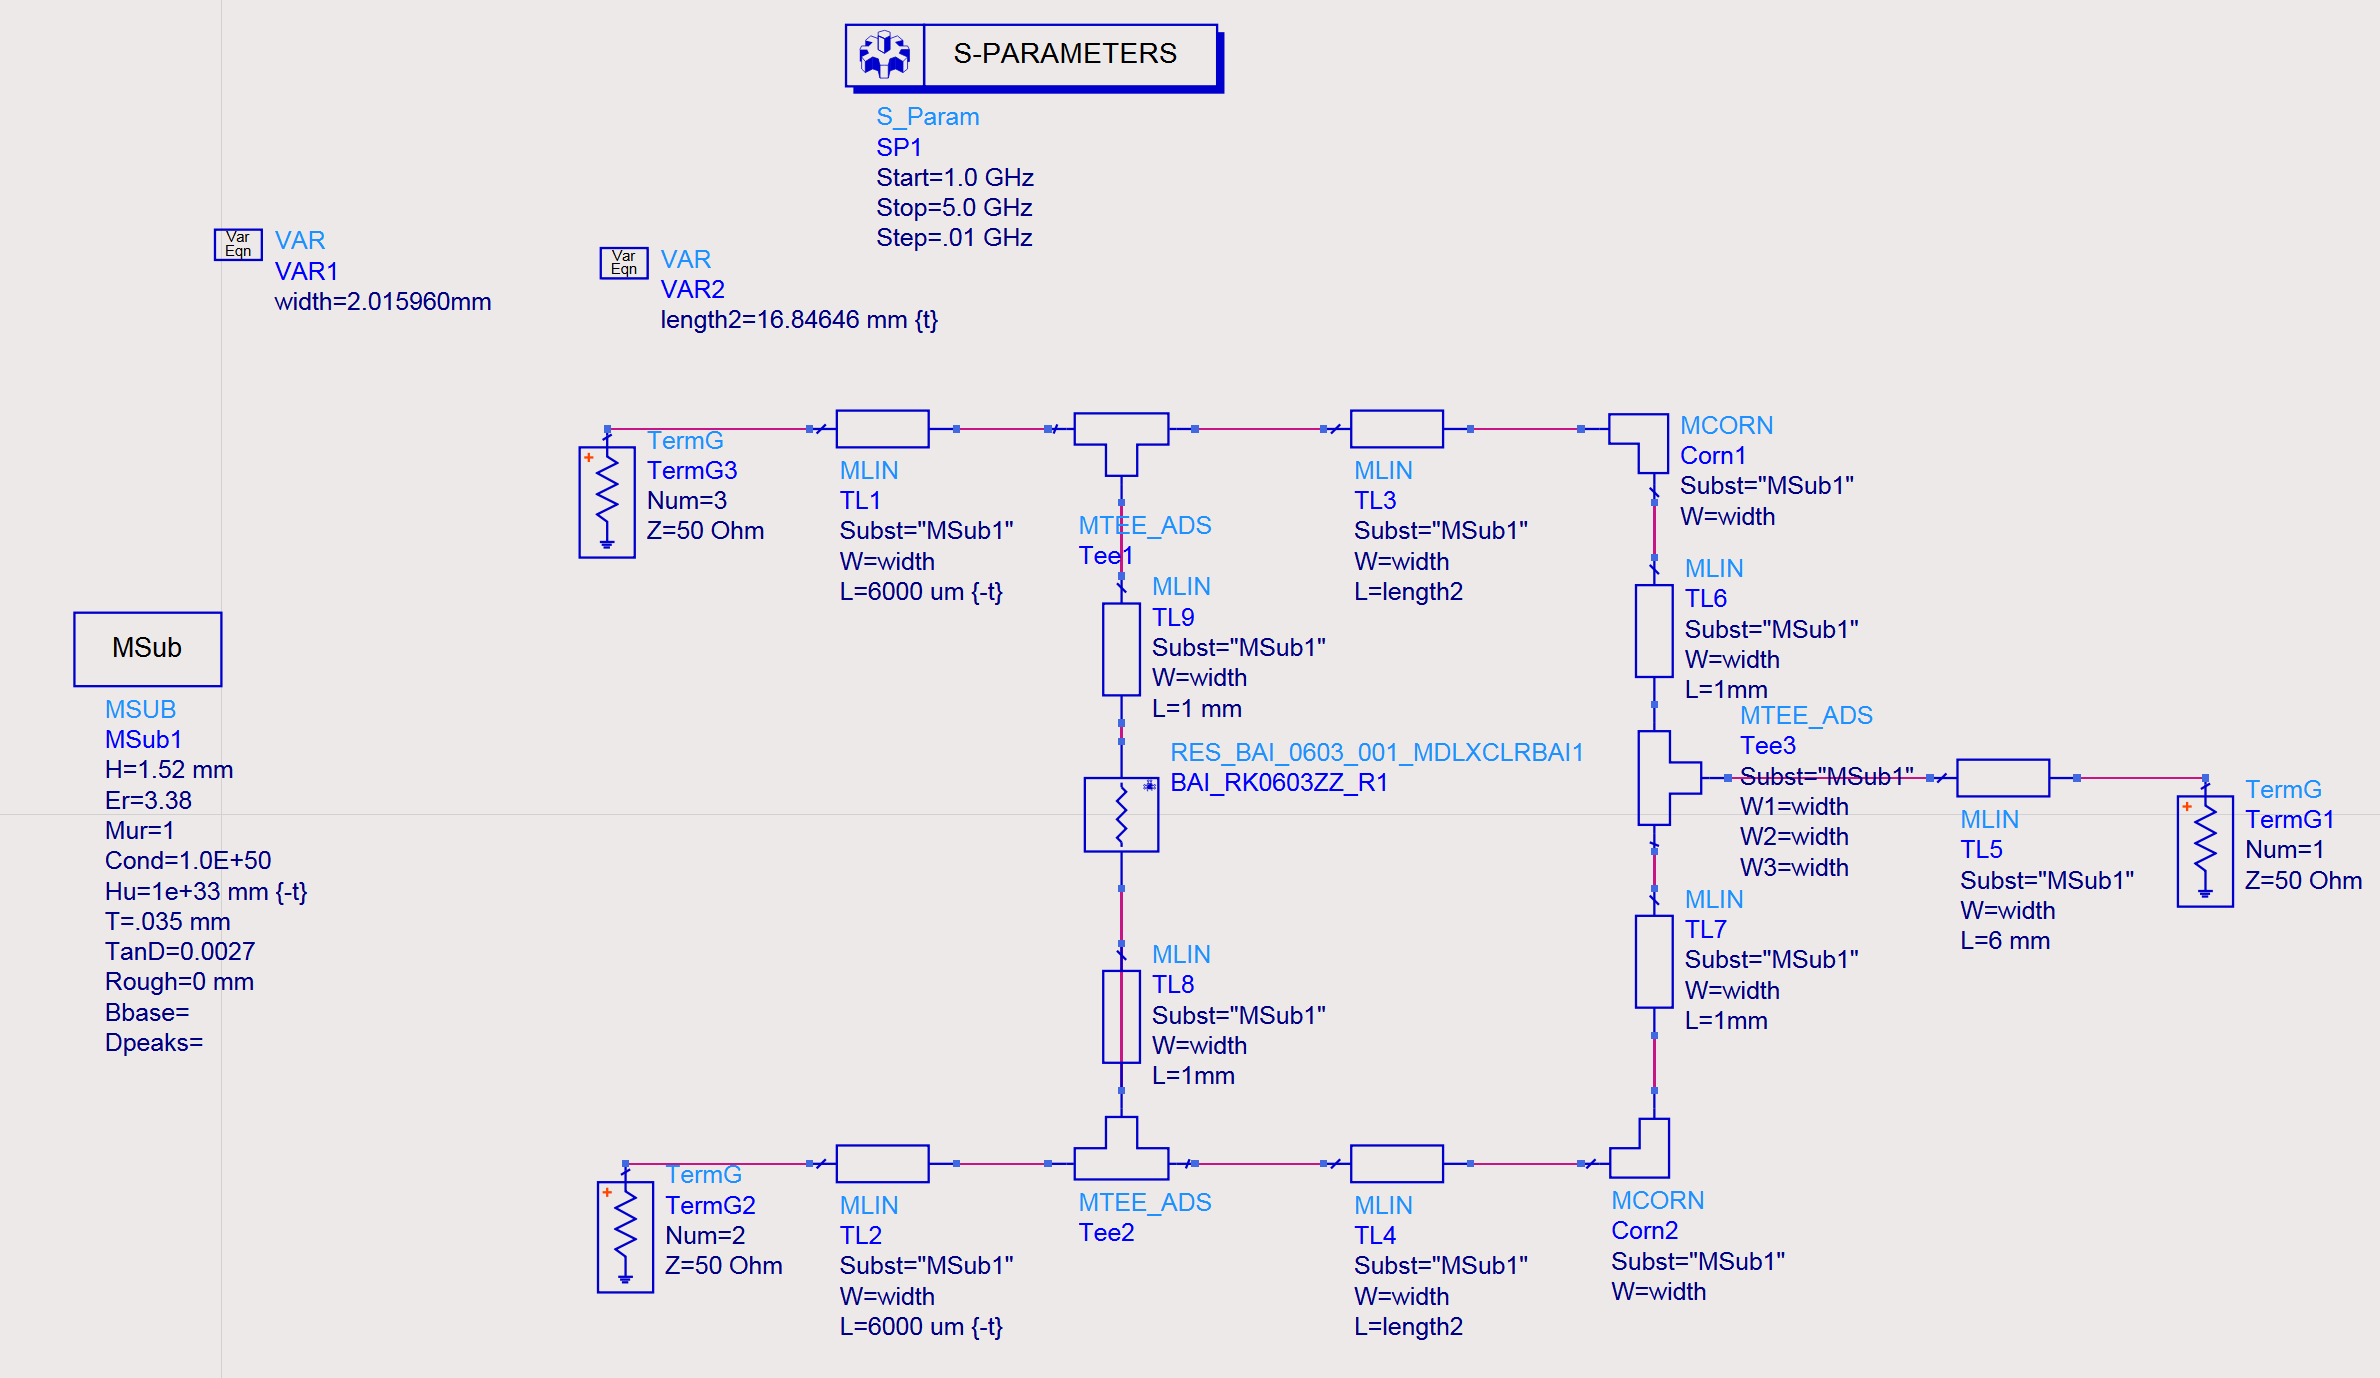 S-PARAMETERS
S_Param
SP1
Start=1.0 GHz
Stop=5.0 GHz
Step=.01 GHz
Var
Eqn
VAR
VAR1
width=2.015960mm
Var
Eqn
VAR
VAR2
length2=16.84646 mm {t}
TermG
TermG3
Num=3
Z=50 Ohm
MLIN
TL1
Subst="MSub1"
W=width
L=6000 um {-t}
MTEE_ADS
Tee1
MLIN
TL3
Subst="MSub1"
W=width
L=length2
MCORN
Corn1
Subst="MSub1"
W=width
MLIN
TL9
Subst="MSub1"
W=width
L=1 mm
MLIN
TL6
Subst="MSub1"
W=width
L=1mm
MSub
MSUB
MSub1
H=1.52 mm
Er=3.38
Mur=1
Cond=1.0E+50
Hu=1e+33 mm {-t}
T=.035 mm
TanD=0.0027
Rough=0 mm
Bbase=
Dpeaks=
RES_BAI_0603_001_MDLXCLRBAI1
BAI_RK0603ZZ_R1
MTEE_ADS
Tee3
Subst="MSub1"
W1=width
W2=width
W3=width
MLIN
TL5
Subst="MSub1"
W=width
L=6 mm
TermG
TermG1
Num=1
Z=50 Ohm
MLIN
TL8
Subst="MSub1"
W=width
L=1mm
MLIN
TL7
Subst="MSub1"
W=width
L=1mm
TermG
TermG2
Num=2
Z=50 Ohm
MLIN
TL2
Subst="MSub1"
W=width
L=6000 um {-t}
MTEE_ADS
Tee2
MLIN
TL4
Subst="MSub1"
W=width
L=length2
MCORN
Corn2
Subst="MSub1"
W=width